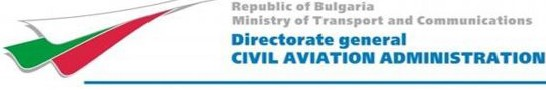 Republic of Bulgaria
Ministry of Transport and Communications
Directorate general
CIVIL AVIATION ADMINISTRATION